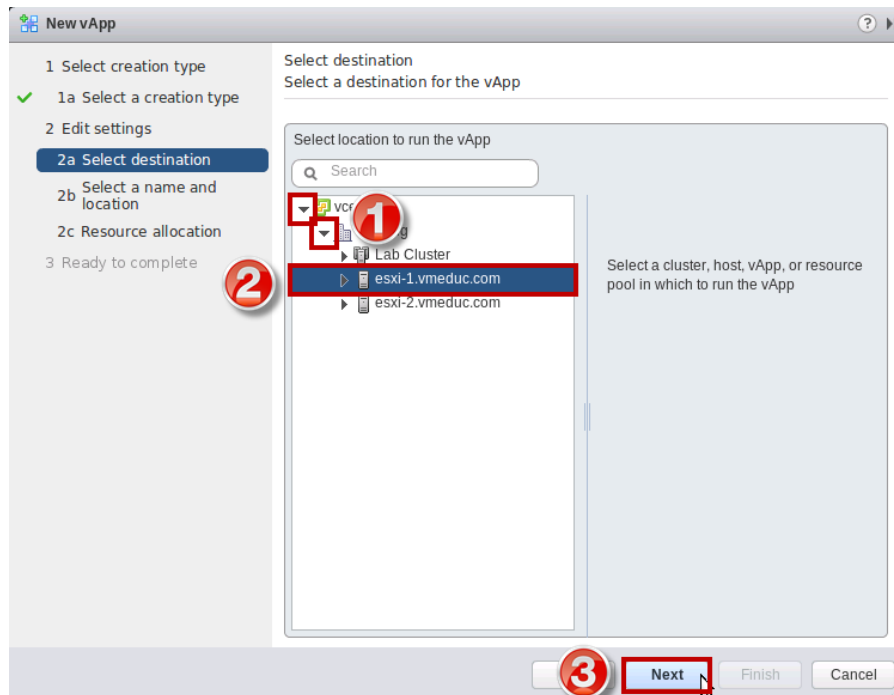 New vApp
?
1 Select creation type
1a Select a creation type
2 Edit settings
2a Select destination
2b Select a name and
location
2c Resource allocation
3 Ready to complete
Select destination
Select a destination for the vApp
Select location to run the vApp
Search
1
Lab Cluster
2
esxi-1.vmeduc.com
esxi-2.vmeduc.com
Select a cluster, host, vApp, or resource
pool in which to run the vApp
3
Next
Finish
Cancel